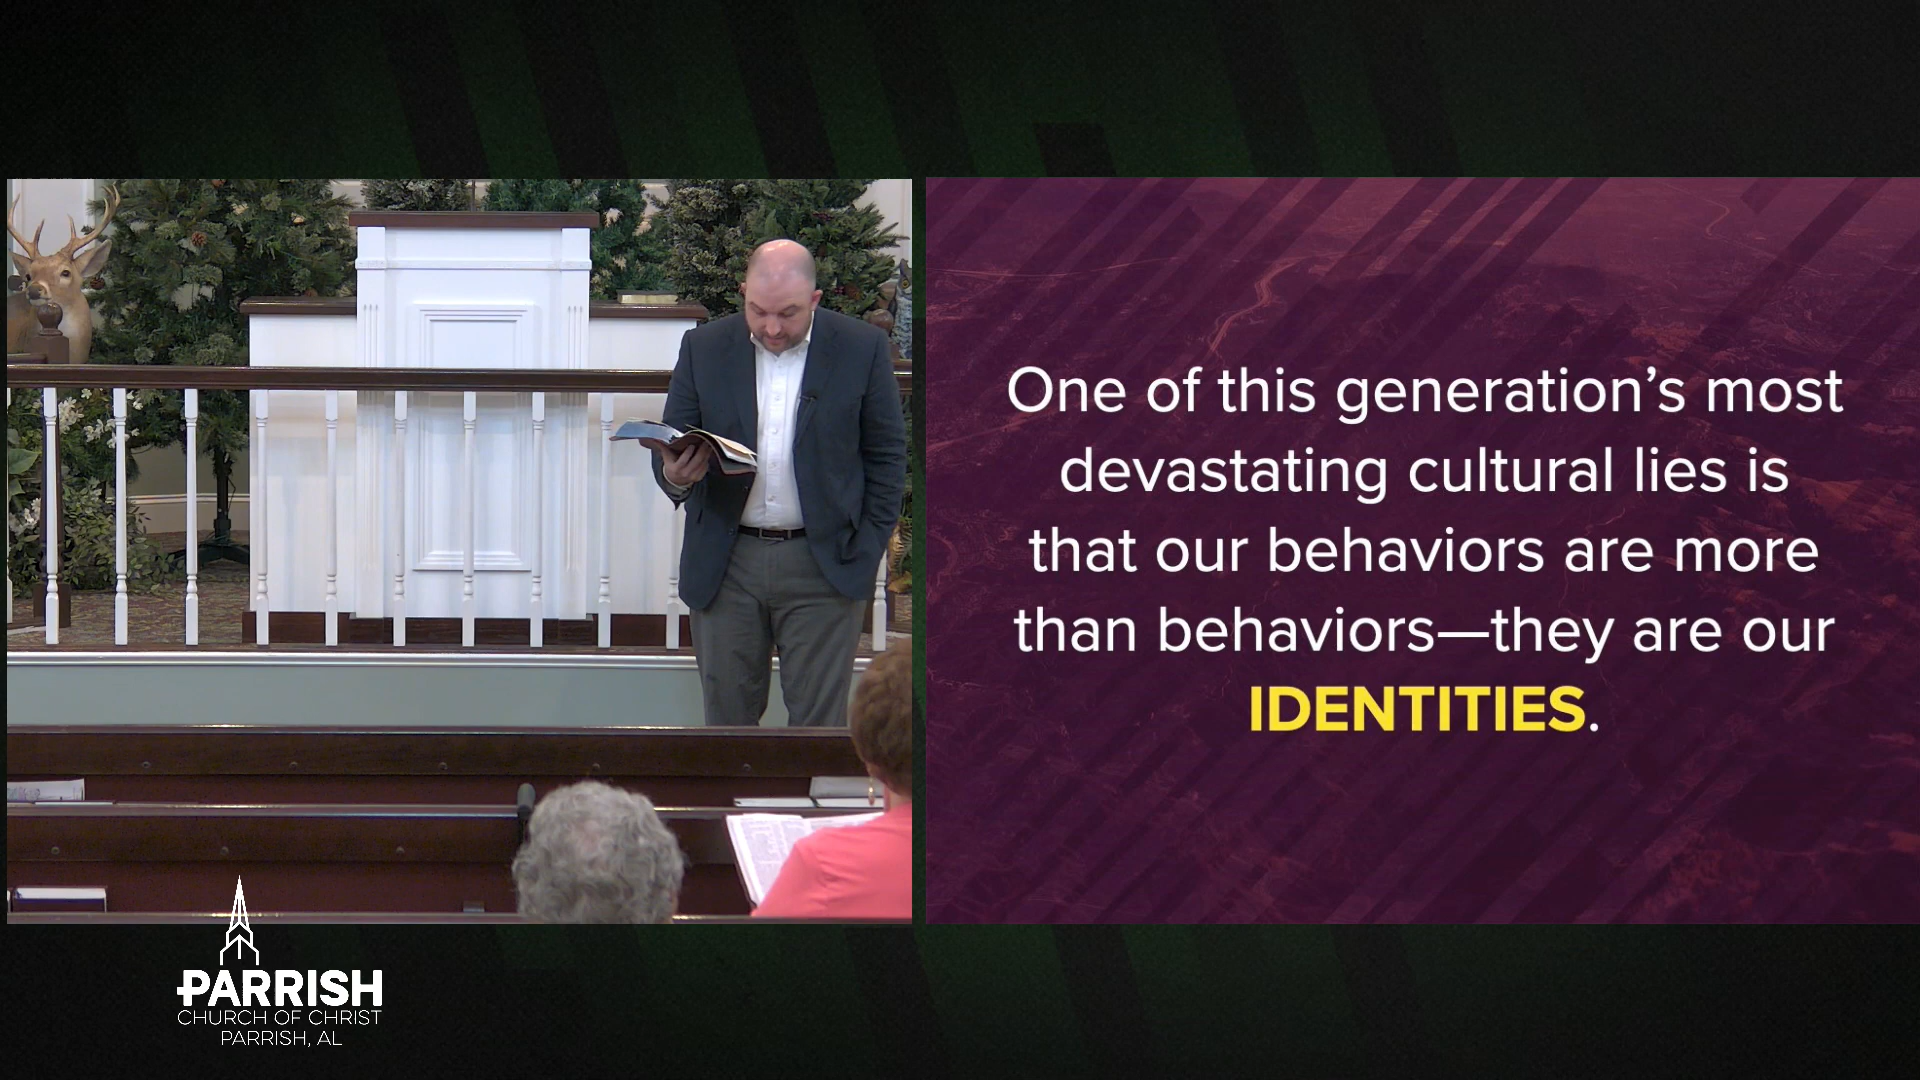 One of this generation’s most
devastating cultural lies is
that our behaviors are more
than behaviors—they are our
IDENTITIES.
PARRISH
CHURCH OF CHRIST
PARRISH, AL